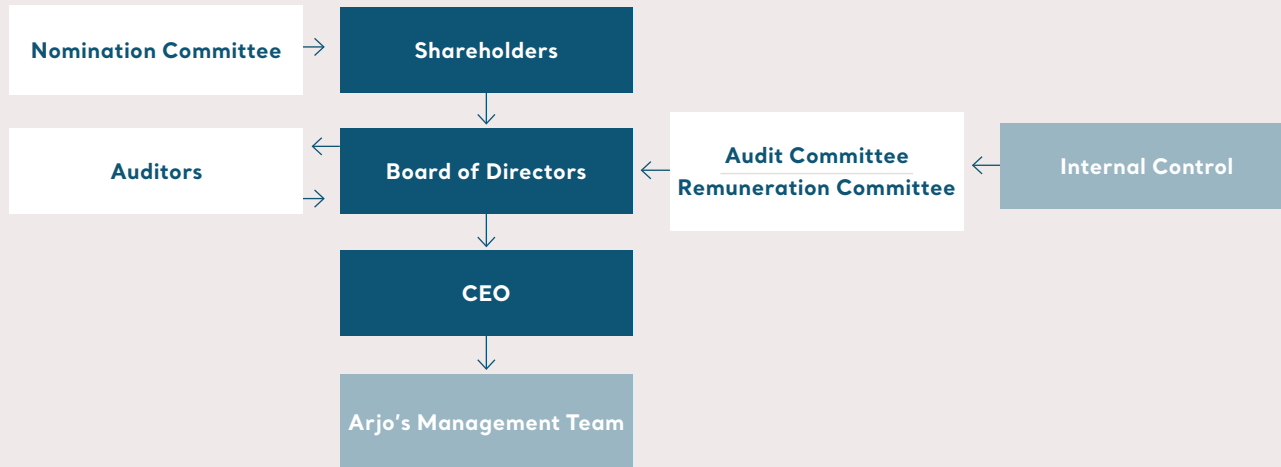 Nomination Committee
Shareholders
Auditors
Board of Directors
Audit Committee
Remuneration Committee
Internal Control
CEO
Arjo's Management Team